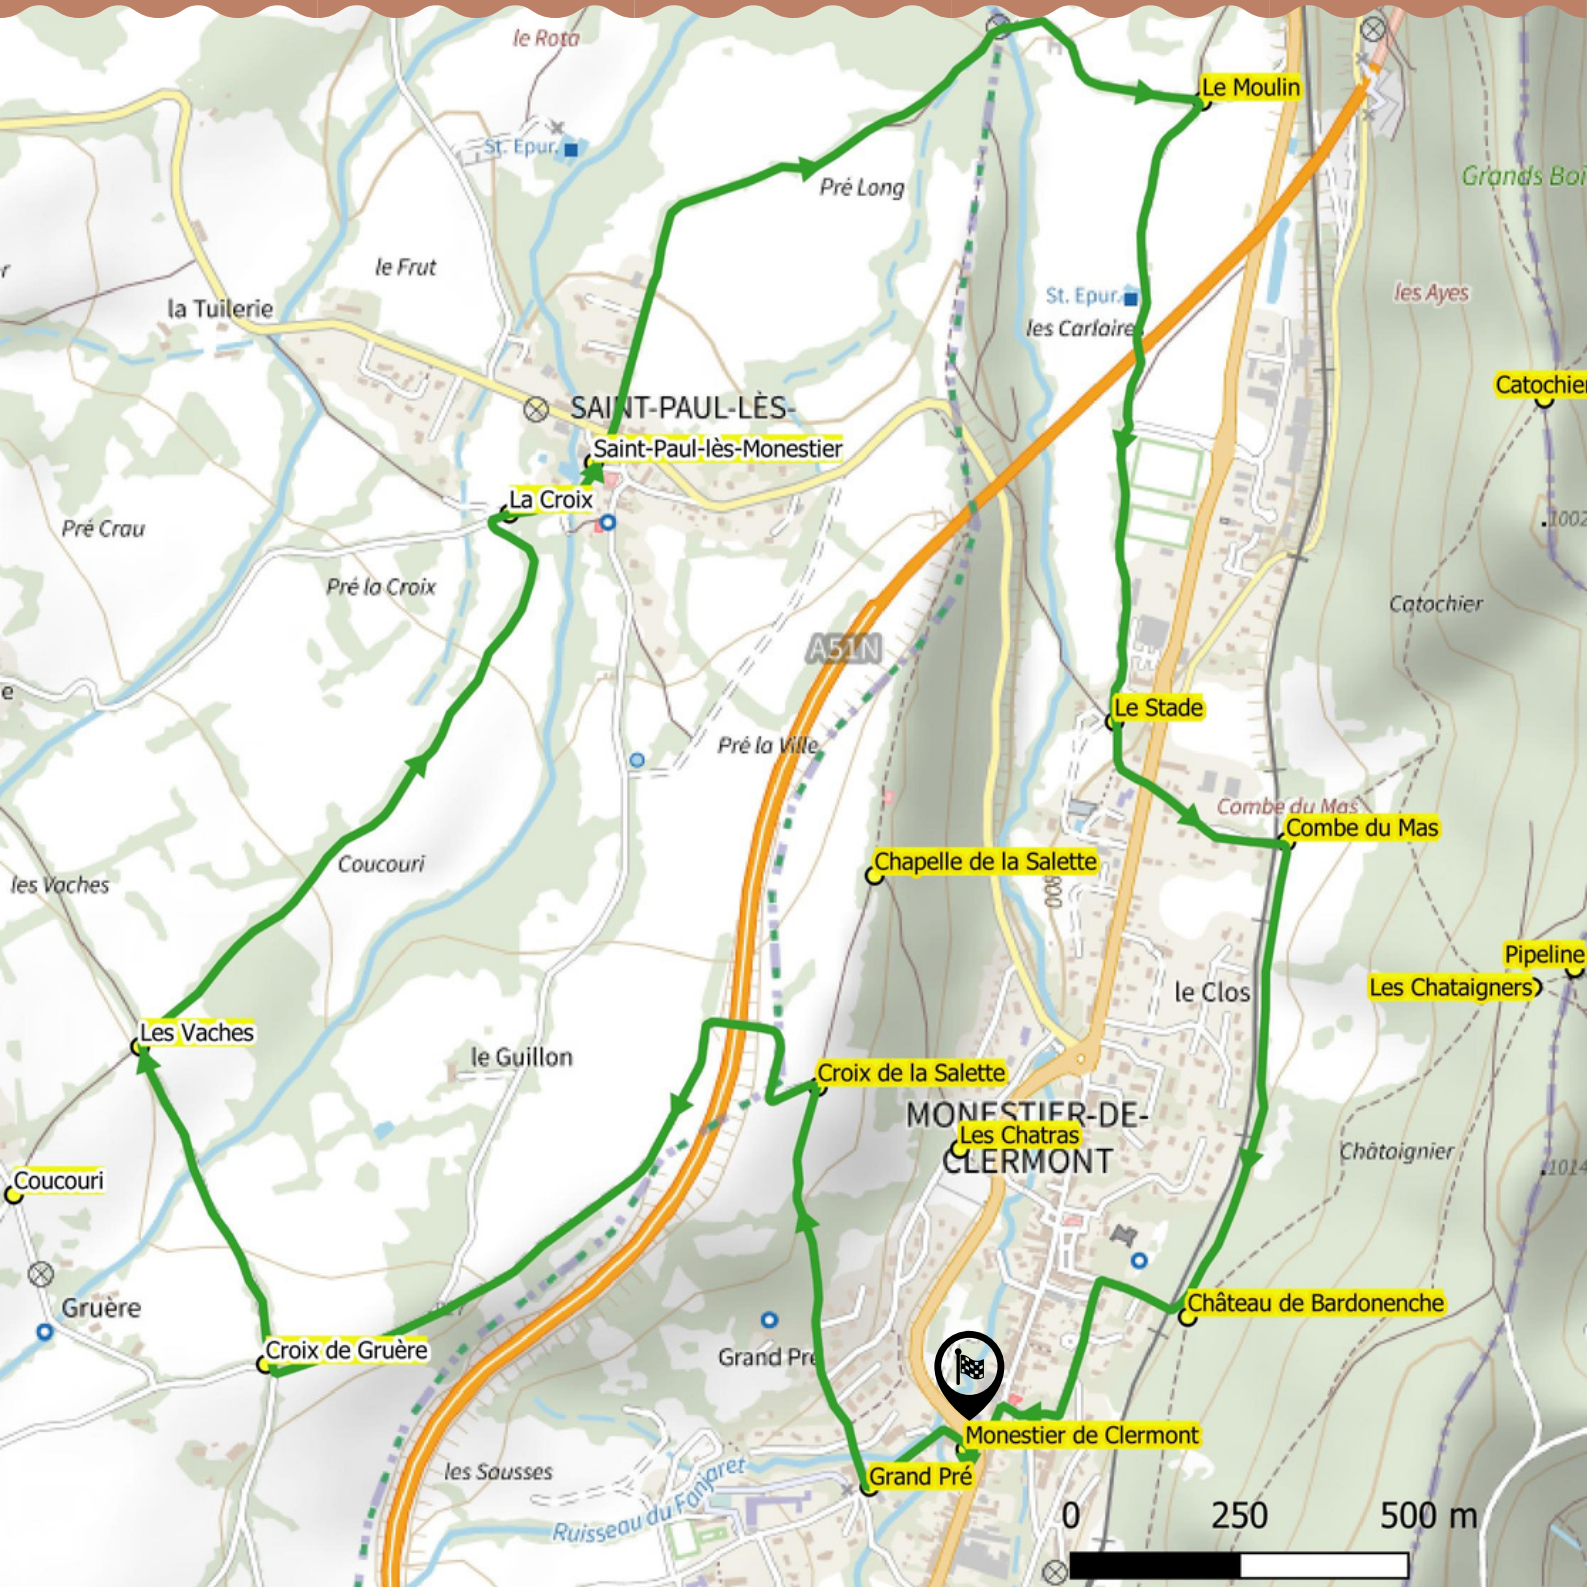 le Rota
Le Moulin
St. Epur.
Grands Boi
Pré Long
le Frut
la Tuilerie
St. Epur.
les Ayes
les Carlaire
Catochier
SAINT-PAUL-LÈS-
Saint-Paul-lès-Monestier
La Croix
Pré Crau
1002
Pré la Croix
Catochier
A51N
Le Stade
Pré la Ville
Combe du Mas
Combe du Mas
Coucouri
Chapelle de la Salette
les Vaches
800
Pipeline
Les Chataigners
le Clos
Les Vaches
le Guillon
Croix de la Salette
MONESTIER-DE-
Les Chatras
CLERMONT
Châtaignier
1014
Coucouri
Gruère
Château de Bardonenche
Croix de Gruère
Grand Pré
Monestier de Clermont
les Sausses
Grand Pré
Ruisseau du Fanjaret
0 250 500 m